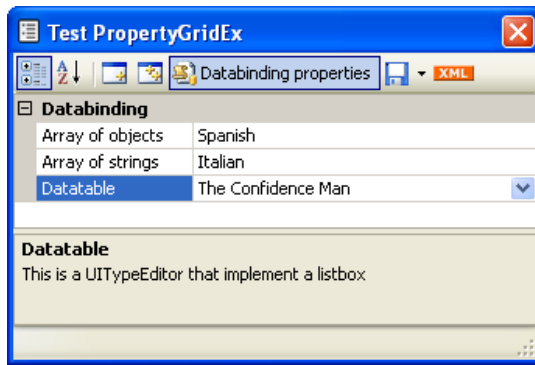 Test PropertyGridEx
A Z Databinding properties XML
Databinding
Array of objects Spanish
Array of strings Italian
Datatable The Confidence Man
Datatable
This is a UITypeEditor that implement a listbox